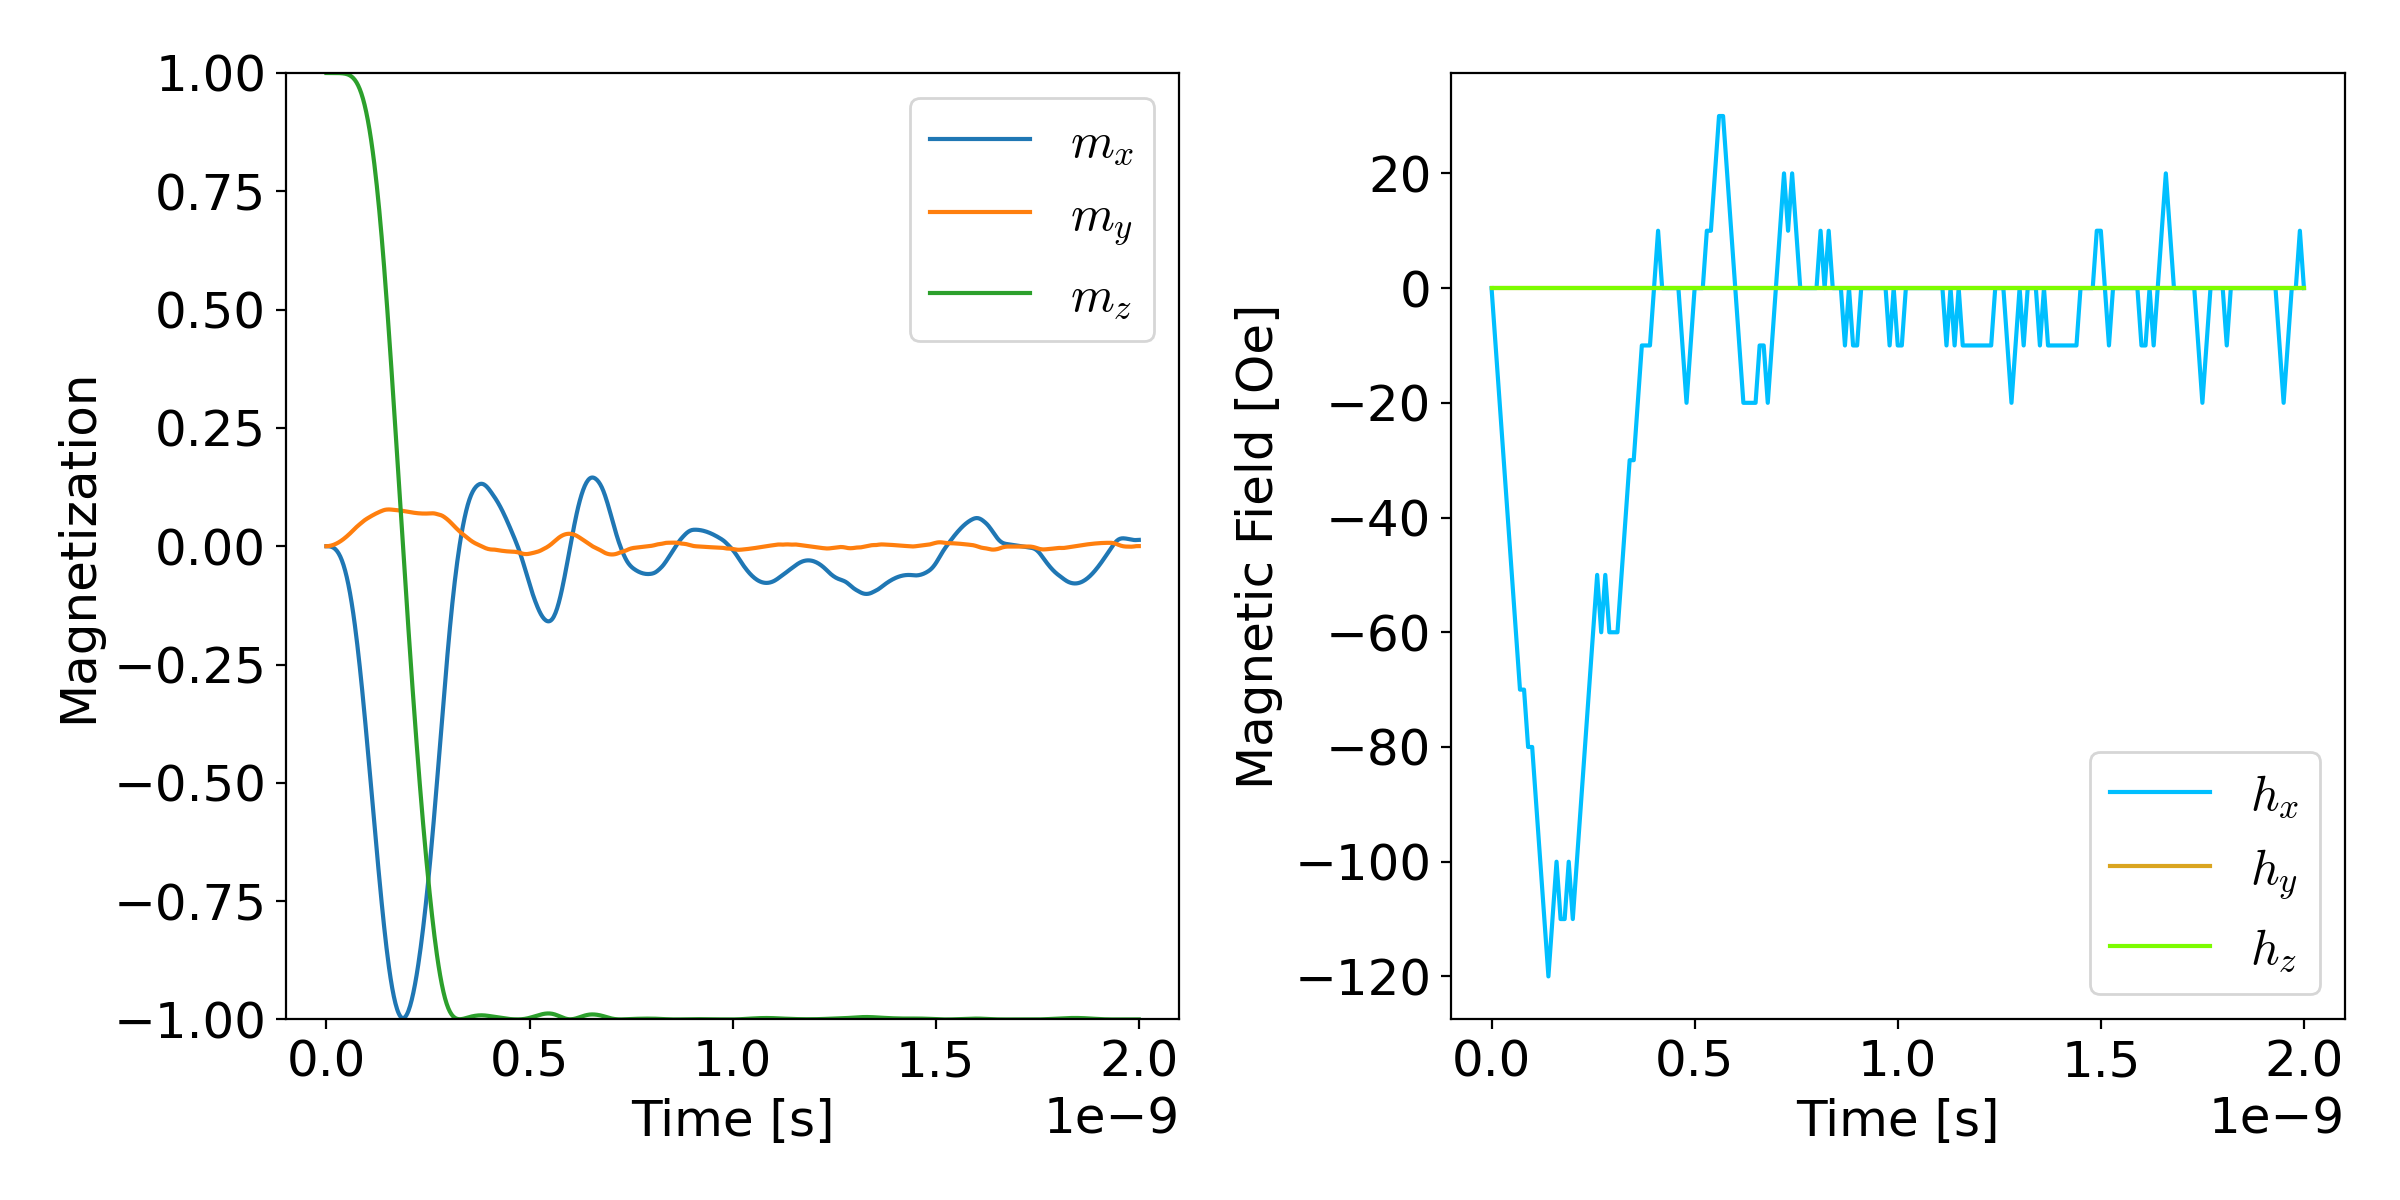 1.00
0.75
0.50
0.25
0.00
−0.25
−0.50
−0.75
−1.00
Magnetization
0.0 0.5 1.0 1.5 2.0
Time [s]
1e−9
m_x
m_y
m_z
20
0
−20
−40
−60
−80
−100
−120
Magnetic Field [Oe]
0.0 0.5 1.0 1.5 2.0
Time [s]
1e−9
h_x
h_y
h_z